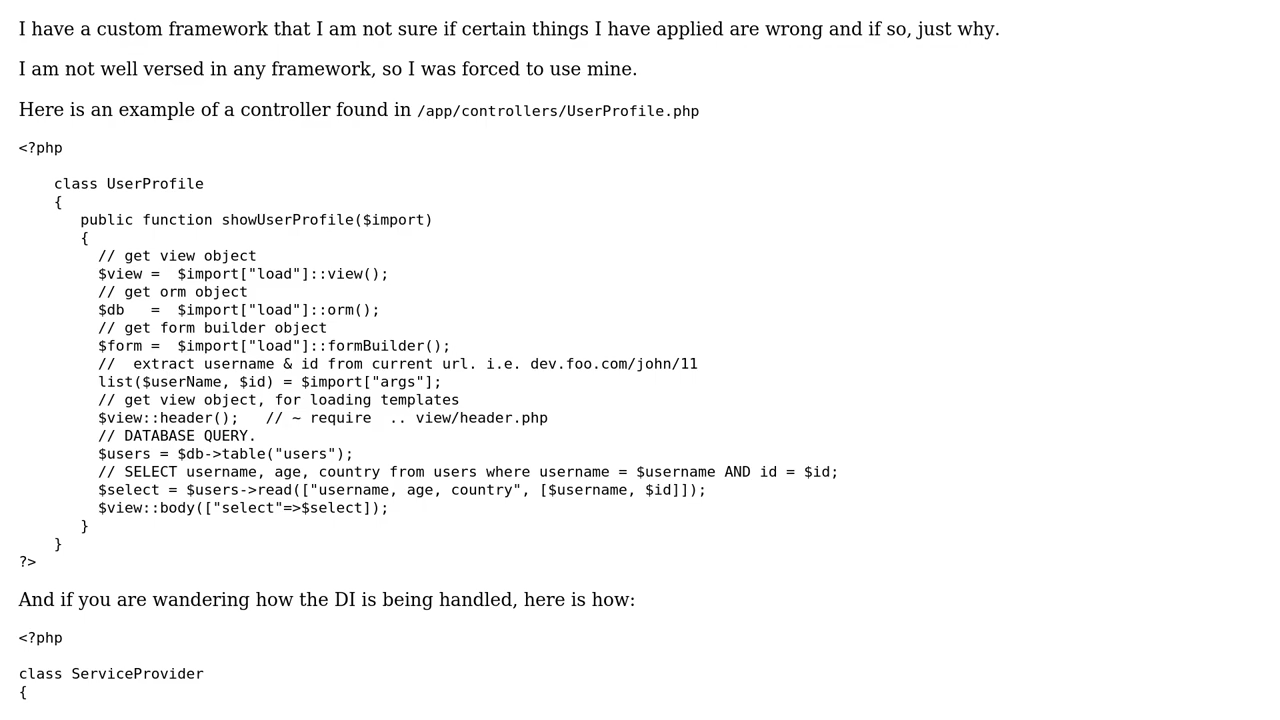 I have a custom framework that I am not sure if certain things I have applied are wrong and if so, just why.
I am not well versed in any framework, so I was forced to use mine.
Here is an example of a controller found in /app/controllers/UserProfile.php
<?php
class UserProfile
{
public function showUserProfile($import)
{
// get view object
$view =  $import["load"]::view();
// get orm object
$db   =  $import["load"]::orm();
// get form builder object
$form =  $import["load"]::formBuilder();
//  extract username & id from current url. i.e. dev.foo.com/john/11
list($userName, $id) = $import["args"];
// get view object, for loading templates
$view::header();   // ~ require  .. view/header.php
// DATABASE QUERY.
$users = $db->table("users");
// SELECT username, age, country from users where username = $username AND id = $id;
$select = $users->read(["username, age, country", [$username, $id]]);
$view::body(["select"=>$select]);
}
}
?>
And if you are wandering how the DI is being handled, here is how:
<?php
class ServiceProvider
{